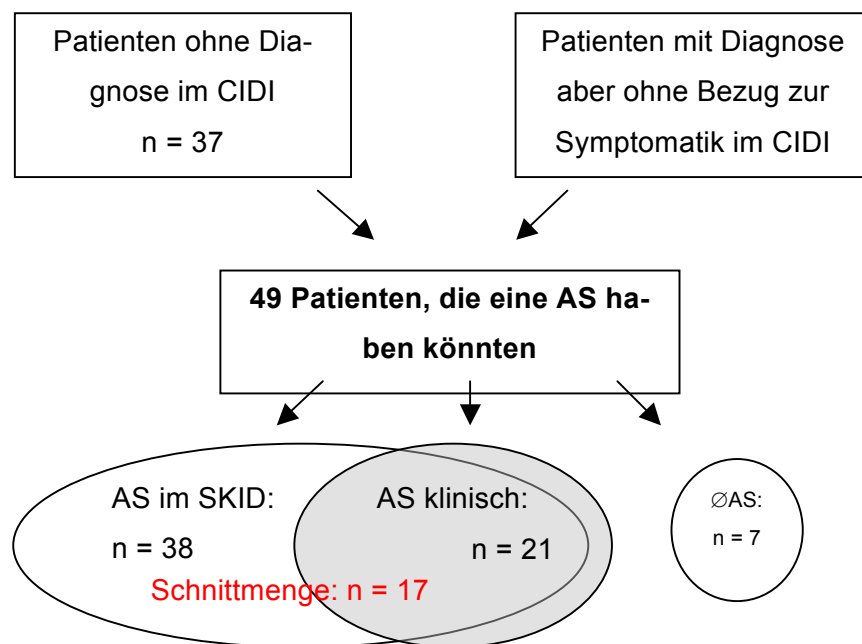 Patienten ohne Dia-
gnose im CIDI
n = 37
Patienten mit Diagnose
aber ohne Bezug zur
Symptomatik im CIDI
49 Patienten, die eine AS ha-
ben könnten
AS im SKID:
n = 38
AS klinisch:
n = 21
Schnittmenge: n = 17
∅AS:
n = 7